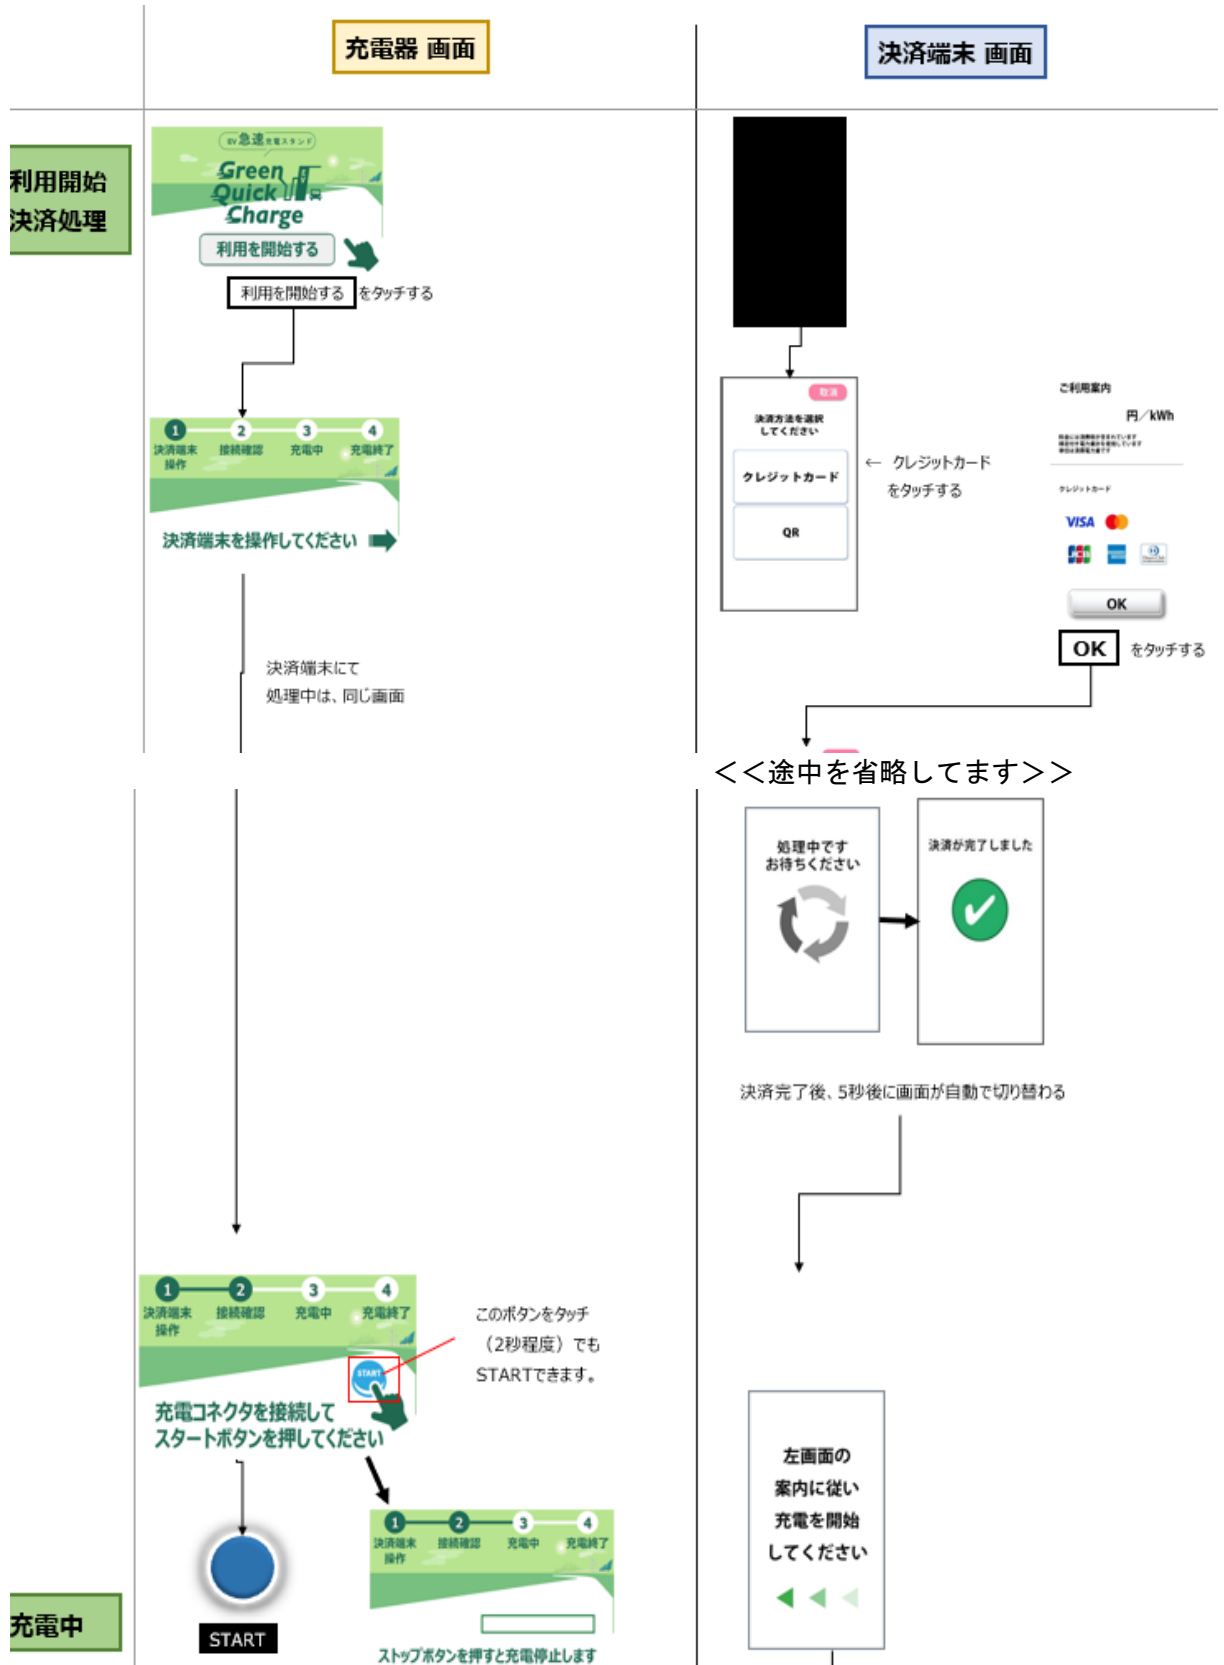 充電器 画面
決済端末 画面
利用開始
決済処理
EV急速充電スタンド
Green
Quick
Charge
EV
利用を開始する
利用を開始する をタッチする
1
2
3
4
決済端末
操作
接続確認
充電中
充電終了
決済端末を操作してください
決済端末にて
処理中は、同じ画面
取消
決済方法を選択
してください
クレジットカード
QR
← クレジットカード
をタッチする
ご利用案内
円/kWh
料金には消費税が含まれています
クレジットカード
VISA
JCB
OK
OK をタッチする
<<途中を省略してます>>
処理中です
お待ちください
決済が完了しました
決済完了後、5秒後に画面が自動で切り替わる
1
2
3
4
決済端末
操作
接続確認
充電中
充電終了
START
このボタンをタッチ
(2秒程度)でも
STARTできます。
充電コネクタを接続して
スタートボタンを押してください
START
1
2
3
4
決済端末
操作
接続確認
充電中
充電終了
ストップボタンを押すと充電停止します
左画面の
案内に従い
充電を開始
してください
充電中